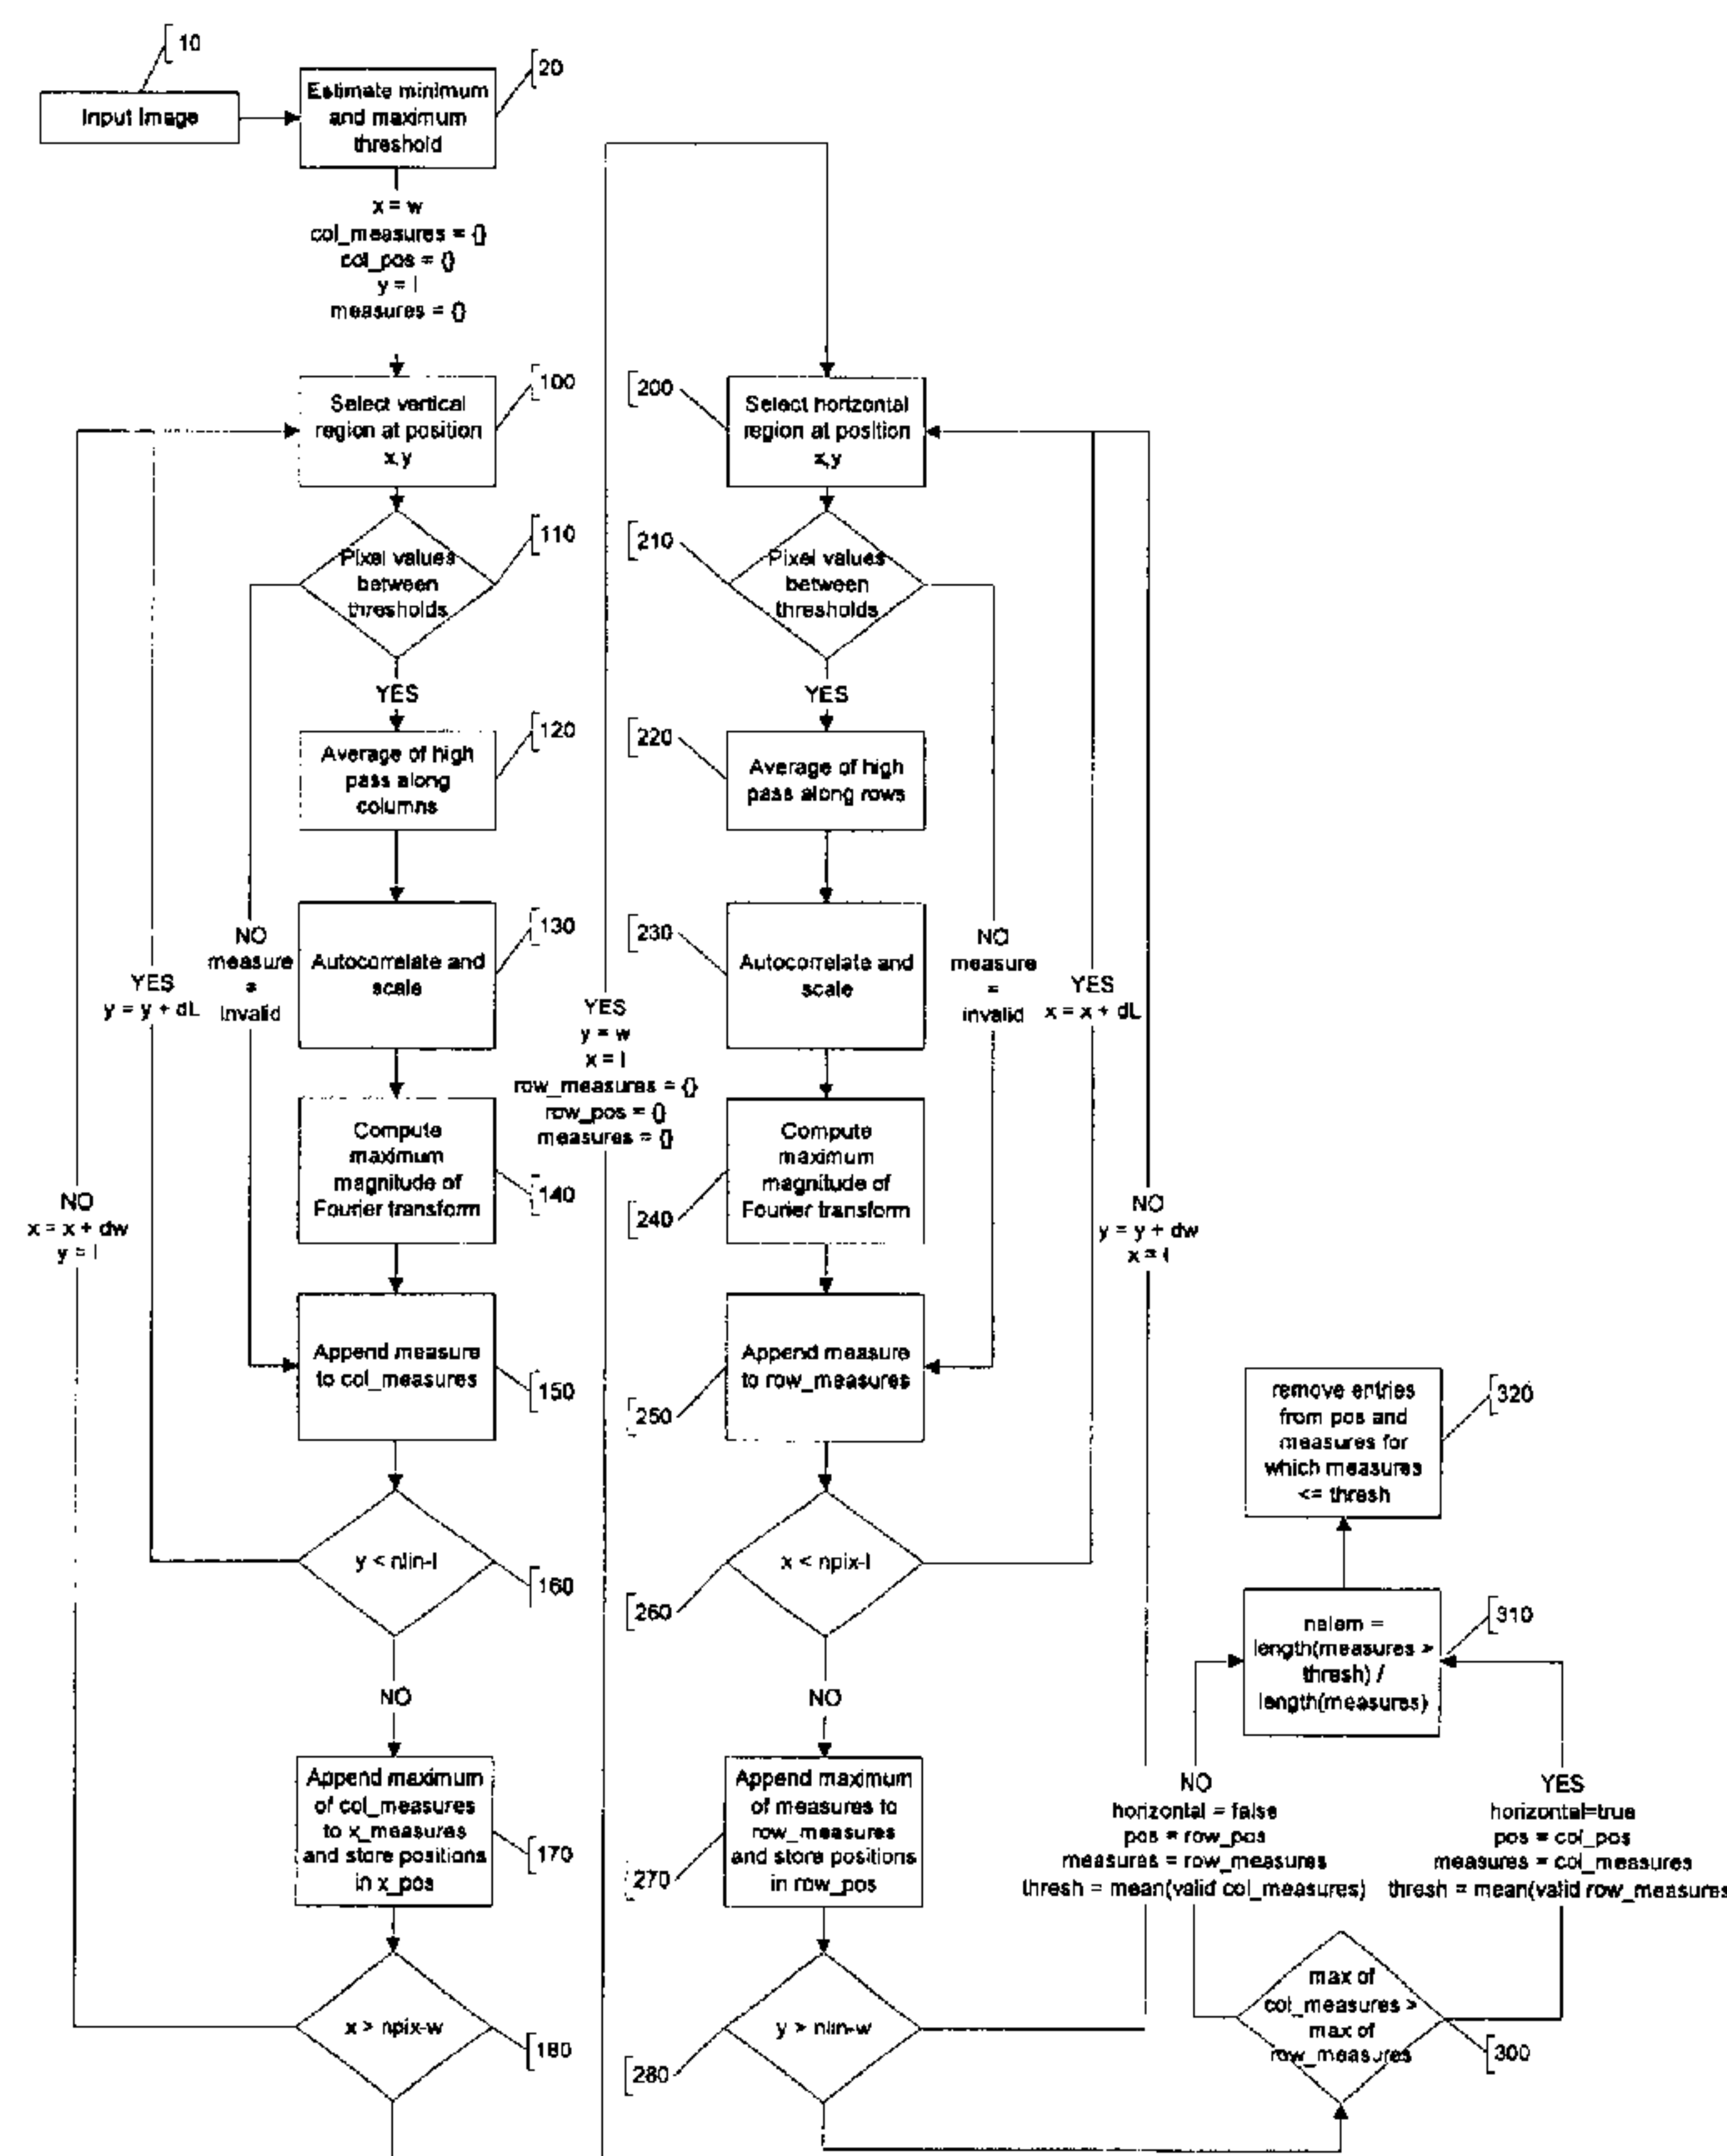 10
Input Image
20
Estimate minimum
and maximum
threshold
x = w
col_measures = {}
col_pos = {}
y = l
measures = {}
100
Select vertical
region at position
x,y
110
Pixel values
between
thresholds
YES
120
Average of high
pass along
columns
NO
measure
=
invalid
130
Autocorrelate and
scale
YES
y = y + dL
140
Compute
maximum
magnitude of
Fourier transform
NO
x = x + dw
y = l
150
Append measure
to col_measures
160
y < nlin-l
NO
170
Append maximum
of col_measures
to x_measures
and store positions
in x_pos
180
x > npix-w
YES
y = w
x = l
row_measures = {}
row_pos = {}
measures = {}
200
Select horizontal
region at position
x,y
210
Pixel values
between
thresholds
YES
220
Average of high
pass along rows
NO
measure
=
invalid
230
Autocorrelate and
scale
YES
x = x + dL
240
Compute
maximum
magnitude of
Fourier transform
NO
y = y + dw
x = l
250
Append measure
to row_measures
260
x < npix-l
NO
270
Append maximum
of measures to
row_measures
and store positions
in row_pos
280
y > nlin-w
320
remove entries
from pos and
measures for
which measures
<= thresh
310
nelem =
length(measures >
thresh) /
length(measures)
NO
horizontal = false
pos = row_pos
measures = row_measures
thresh = mean(valid col_measures)
YES
horizontal=true
pos = col_pos
measures = col_measures
thresh = mean(valid row_measures
300
max of
col_measures >
max of
row_measures